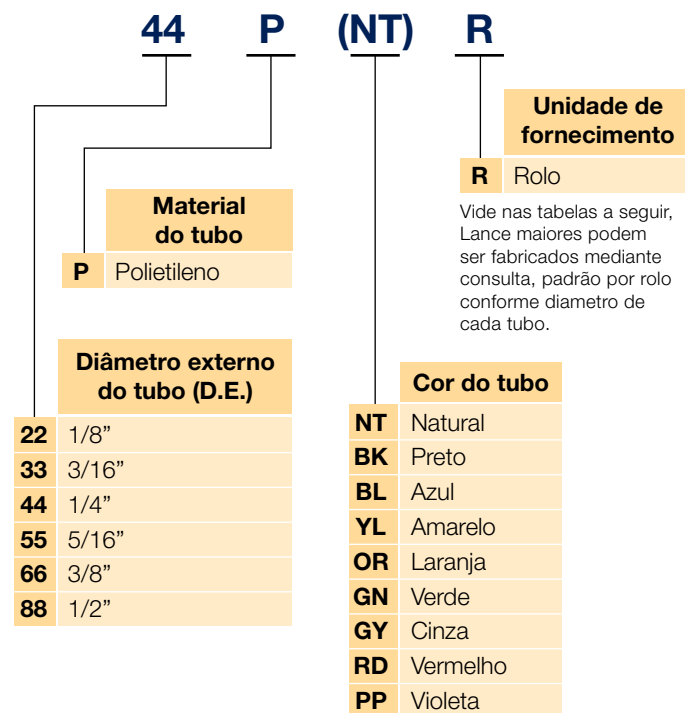 44 P (NT) R
Unidade de
fornecimento
R Rolo
Vide nas tabelas a seguir,
Lance maiores podem
ser fabricados mediante
consulta, padrão por rolo
conforme diametro de
cada tubo.
Material
do tubo
P Polietileno
Diâmetro externo
do tubo (D.E.)
22 1/8”
33 3/16”
44 1/4”
55 5/16”
66 3/8”
88 1/2”
Cor do tubo
NT Natural
BK Preto
BL Azul
YL Amarelo
OR Laranja
GN Verde
GY Cinza
RD Vermelho
PP Violeta